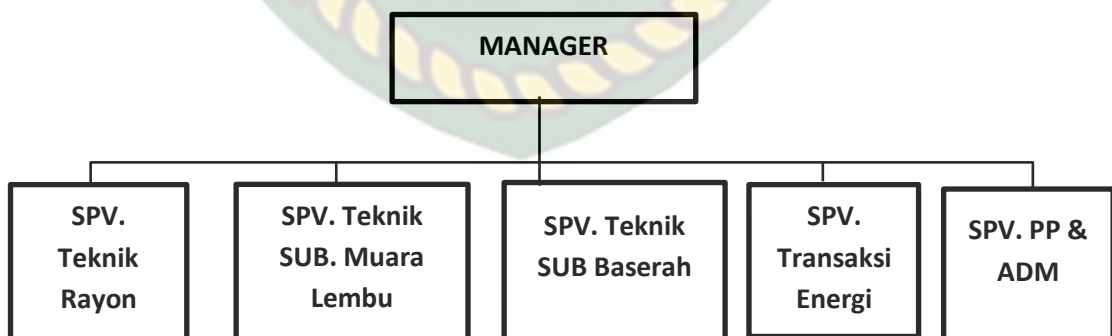 MANAGER
SPV.
Teknik
Rayon
SPV. Teknik
SUB. Muara
Lembu
SPV. Teknik
SUB Baserah
SPV.
Transaksi
Energi
SPV. PP &
ADM